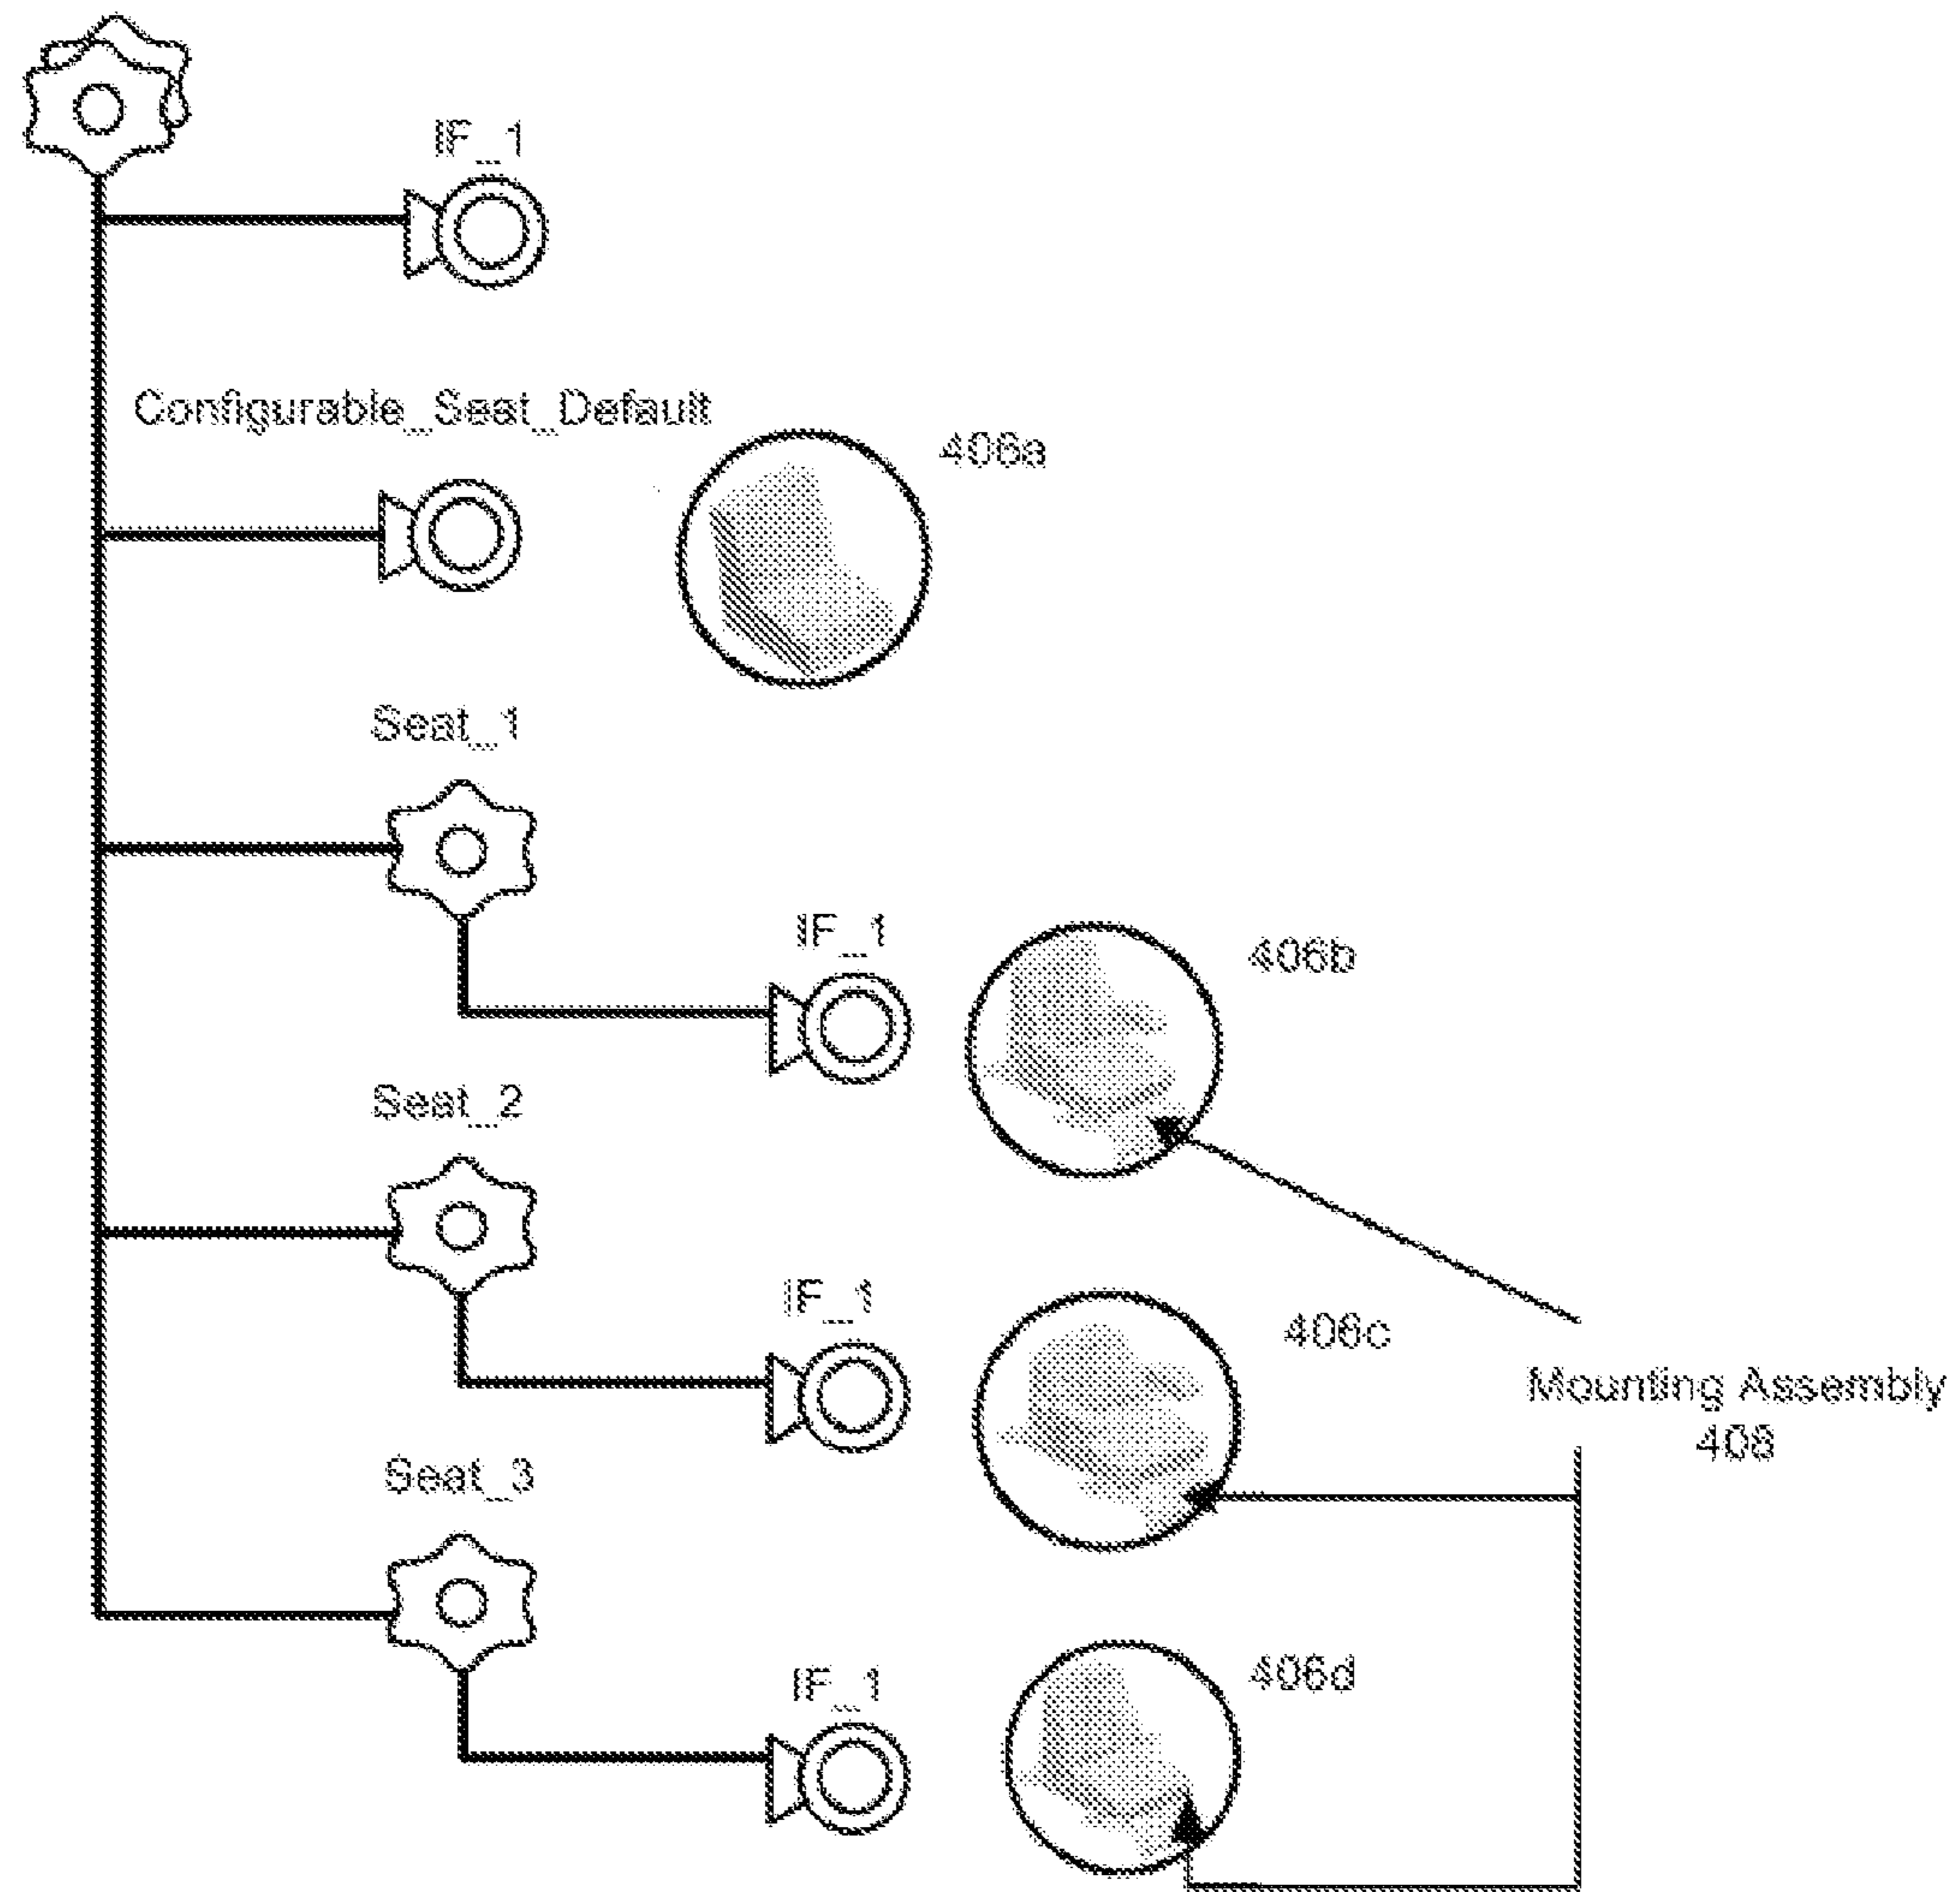 IF_1
Configurable_Seat_Default
406a
Seat_1
IF_1
406b
Seat_2
IF_1
406c
Mounting Assembly
408
Seat_3
IF_1
406d